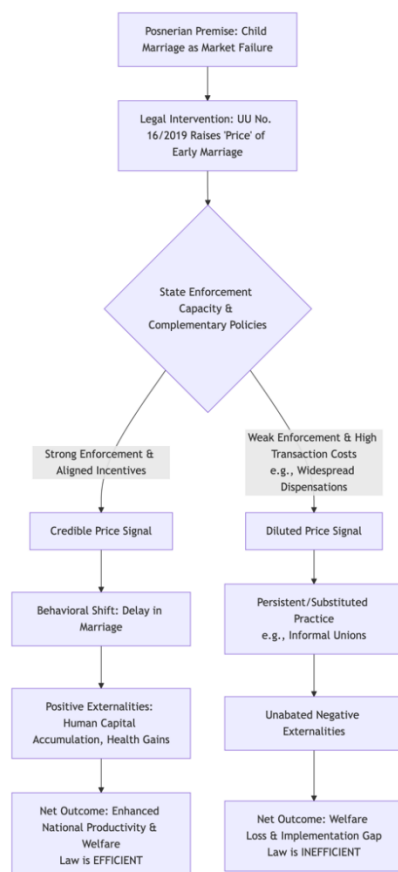 Posnerian Premise: Child
Marriage as Market Failure
Legal Intervention: UU No.
16/2019 Raises 'Price' of
Early Marriage
State Enforcement
Capacity &
Complementary Policies
Strong Enforcement &
Aligned Incentives
Weak Enforcement & High
Transaction Costs
e.g., Widespread
Dispensations
Credible Price Signal
Diluted Price Signal
Behavioral Shift: Delay in
Marriage
Persistent/Substituted
Practice
e.g., Informal Unions
Positive Externalities:
Human Capital
Accumulation, Health Gains
Unabated Negative
Externalities
Net Outcome: Enhanced
National Productivity &
Welfare
Law is EFFICIENT
Net Outcome: Welfare
Loss & Implementation Gap
Law is INEFFICIENT